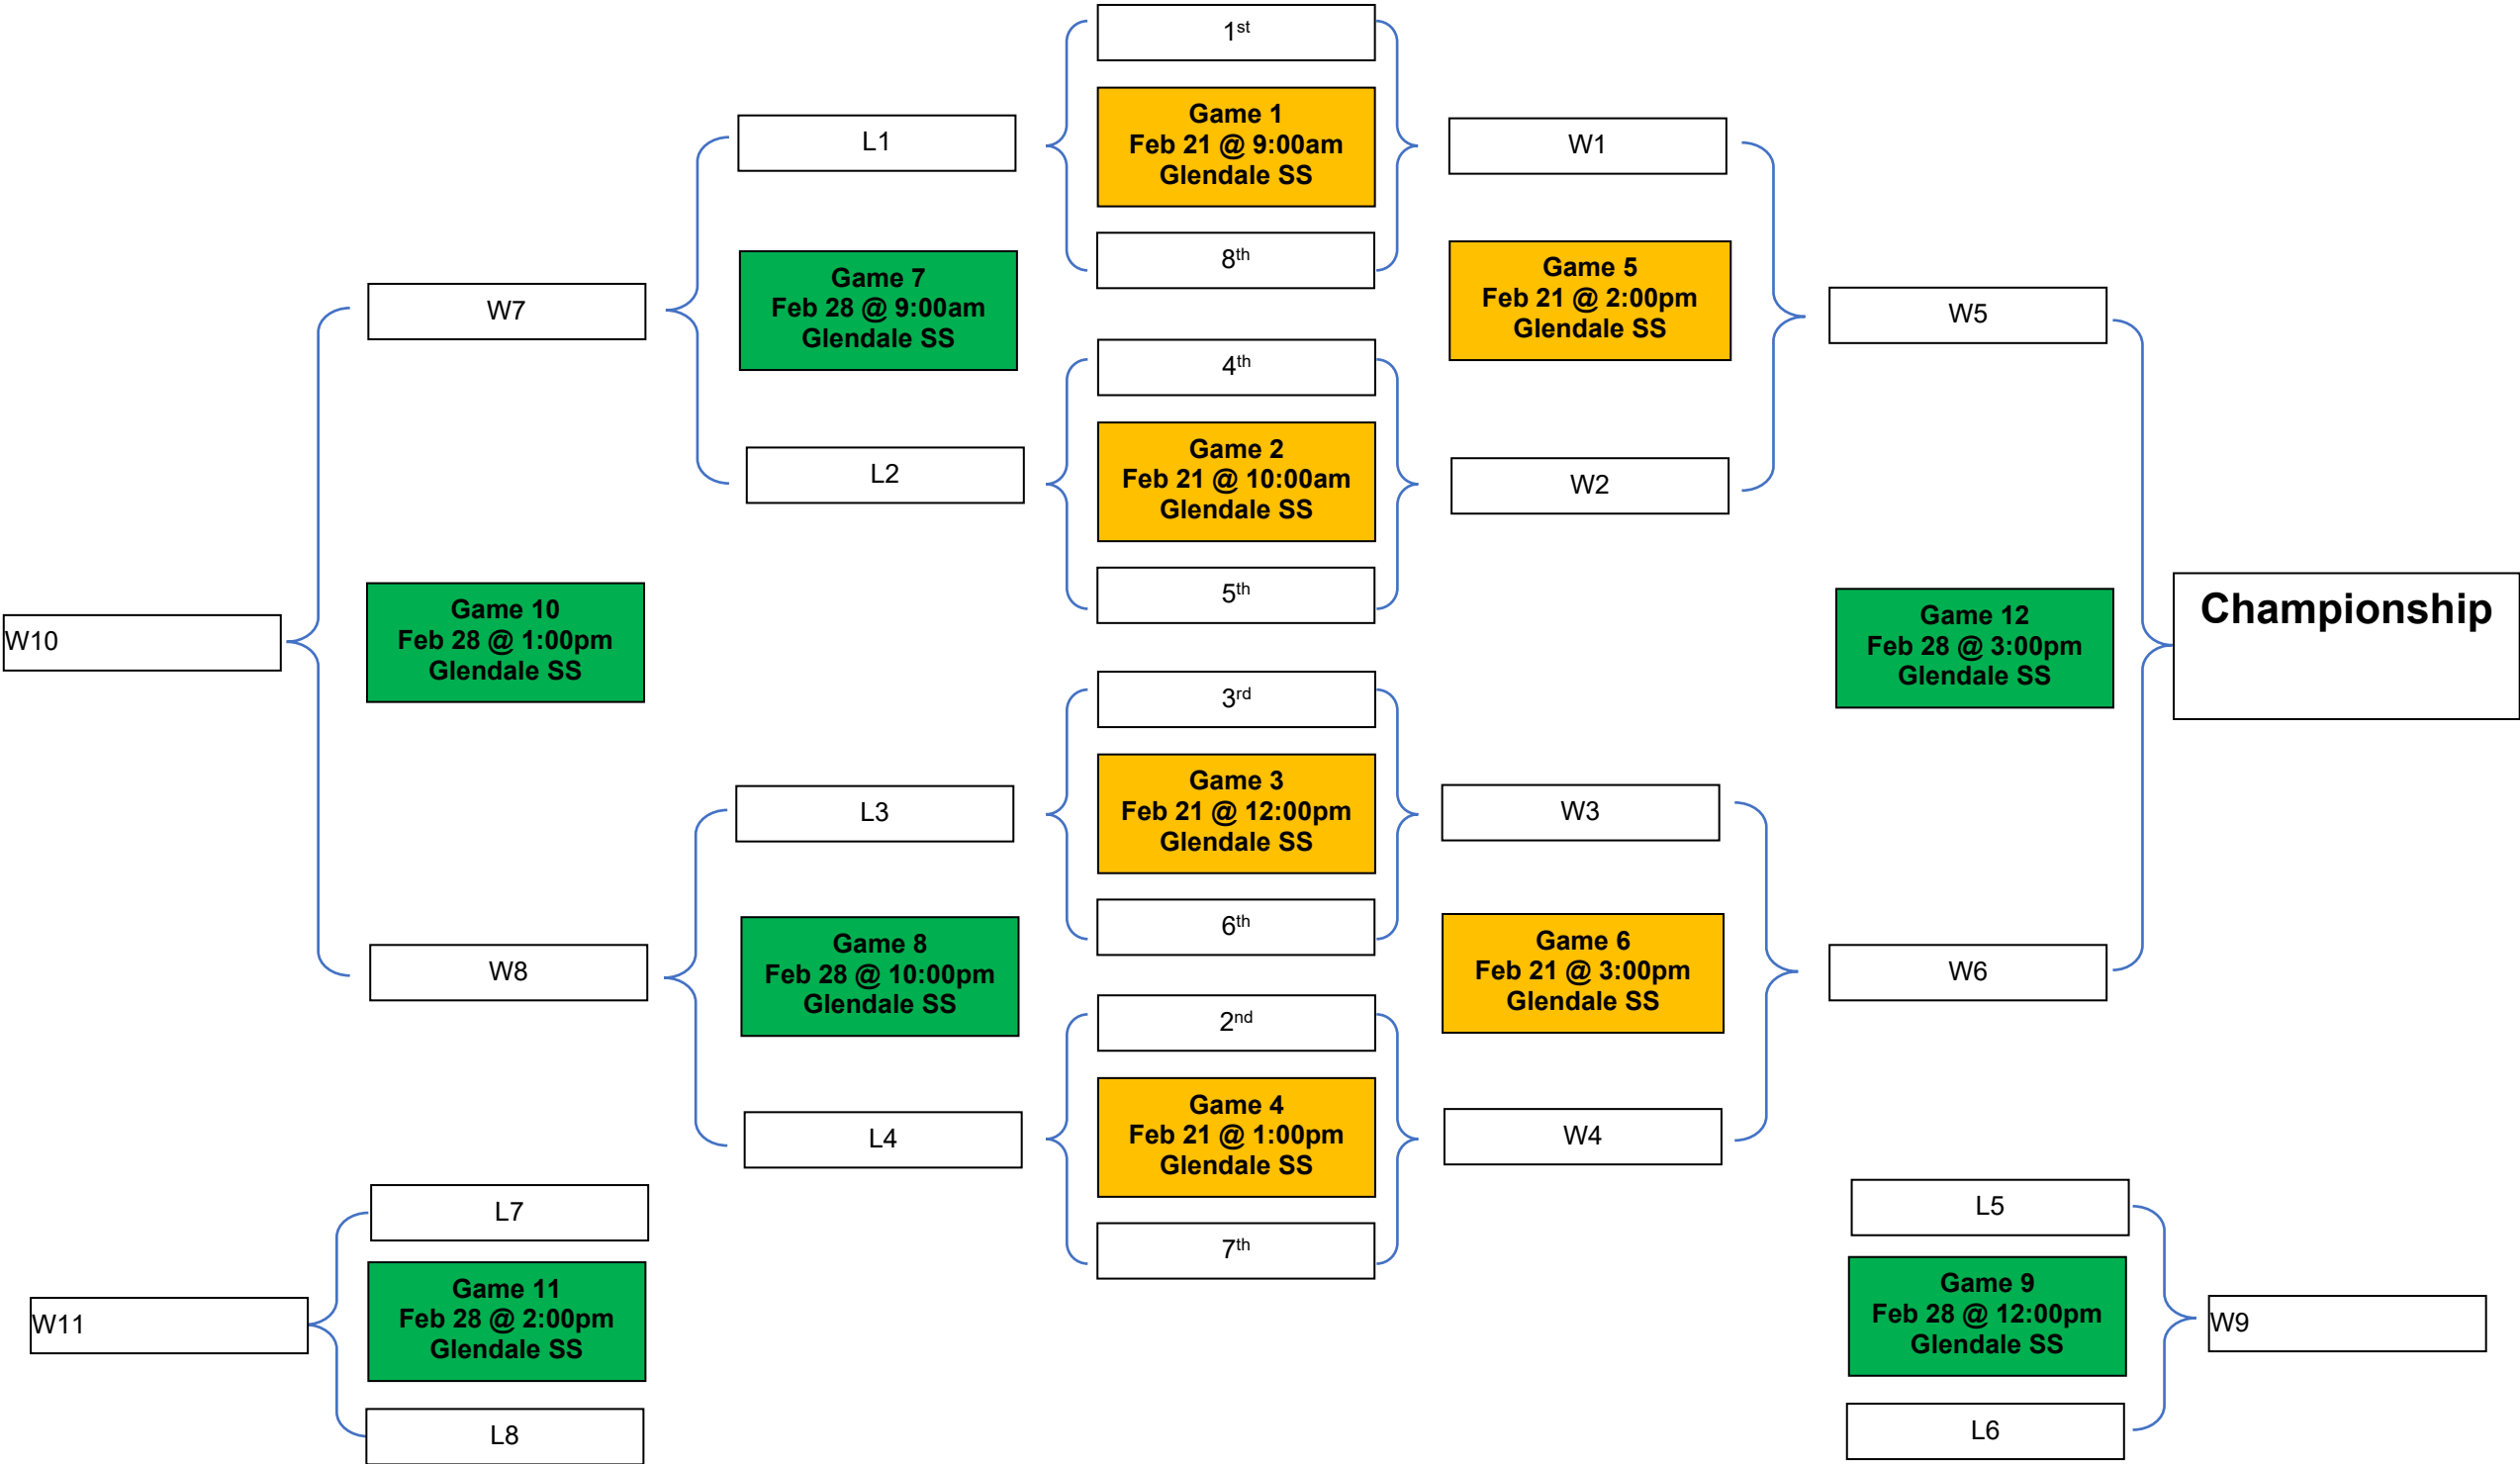 1st
Game 1
Feb 21 @ 9:00am
Glendale SS
8th
L1
W1
Game 7
Feb 28 @ 9:00am
Glendale SS
Game 5
Feb 21 @ 2:00pm
Glendale SS
W7
W5
4th
Game 2
Feb 21 @ 10:00am
Glendale SS
5th
L2
W2
W10
Game 10
Feb 28 @ 1:00pm
Glendale SS
Game 12
Feb 28 @ 3:00pm
Glendale SS
Championship
3rd
Game 3
Feb 21 @ 12:00pm
Glendale SS
6th
L3
W3
W8
Game 8
Feb 28 @ 10:00pm
Glendale SS
Game 6
Feb 21 @ 3:00pm
Glendale SS
W6
2nd
Game 4
Feb 21 @ 1:00pm
Glendale SS
7th
L4
W4
L7
Game 11
Feb 28 @ 2:00pm
Glendale SS
L8
W11
L5
Game 9
Feb 28 @ 12:00pm
Glendale SS
L6
W9